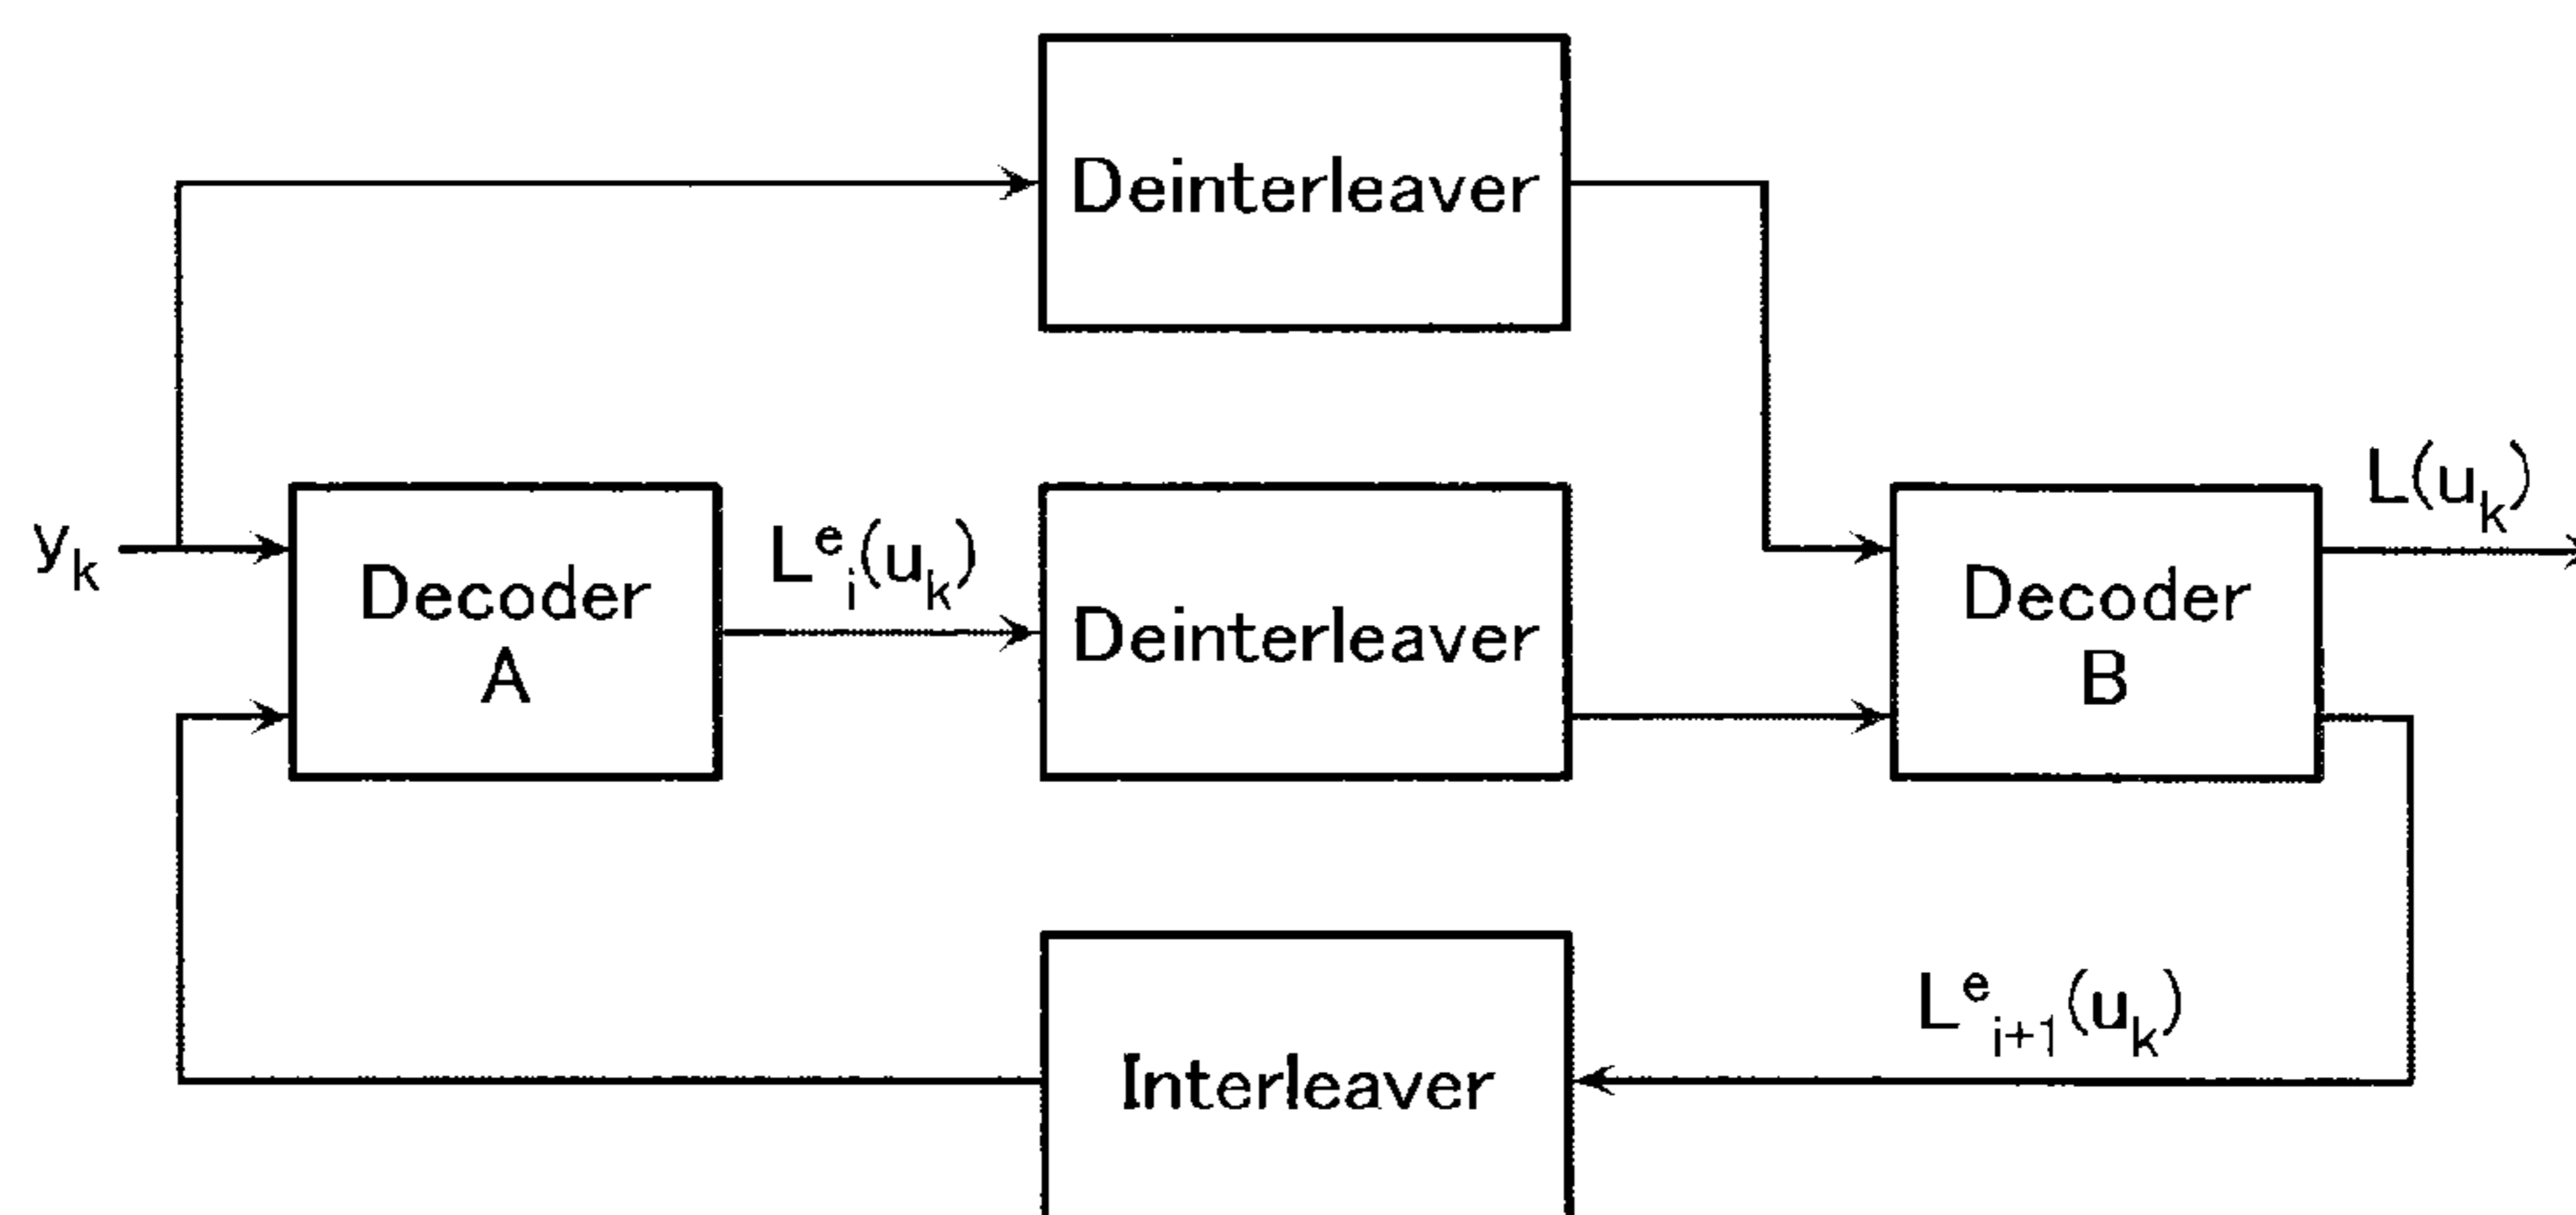 Deinterleaver
y_k
Decoder
A
L^e_i(u_k)
Deinterleaver
Decoder
B
L(u_k)
Interleaver
L^e_{i+1}(u_k)